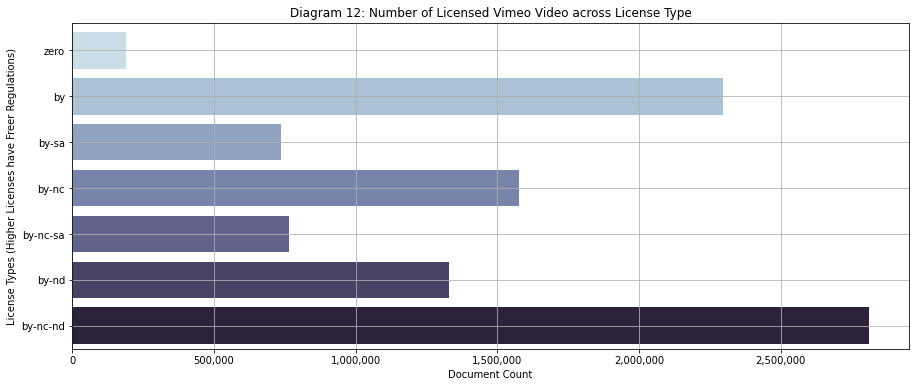 Diagram 12: Number of Licensed Vimeo Video across License Type
License Types (Higher Licenses have Freer Regulations)
zero
by
by-sa
by-nc
by-nc-sa
by-nd
by-nc-nd
0 500,000 1,000,000 1,500,000 2,000,000 2,500,000
Document Count